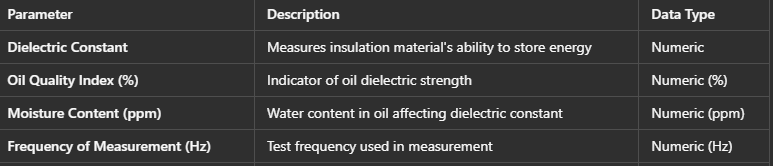 Parameter Description Data Type
Dielectric Constant Measures insulation material's ability to store energy Numeric
Oil Quality Index (%) Indicator of oil dielectric strength Numeric (%)
Moisture Content (ppm) Water content in oil affecting dielectric constant Numeric (ppm)
Frequency of Measurement (Hz) Test frequency used in measurement Numeric (Hz)